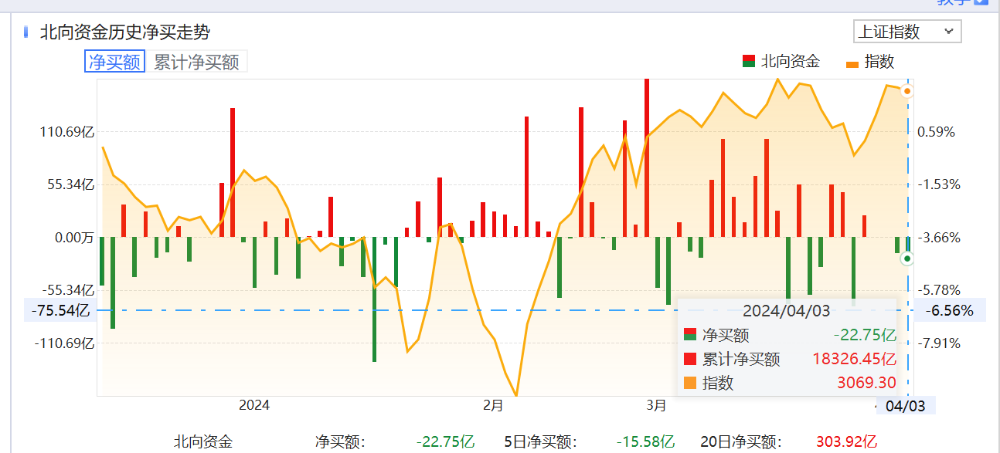 教学
北向资金历史净买走势
上证指数
净买额 累计净买额
北向资金 指数
110.69亿 0.59%
55.34亿 -1.53%
0.00万 -3.66%
-55.34亿 -5.78%
-75.54亿 -6.56%
2024/04/03
净买额 -22.75亿
-110.69亿 -7.91%
累计净买额 18326.45亿
指数 3069.30
2024 2月 3月 04/03
北向资金 净买额: -22.75亿 5日净买额: -15.58亿 20日净买额: 303.92亿